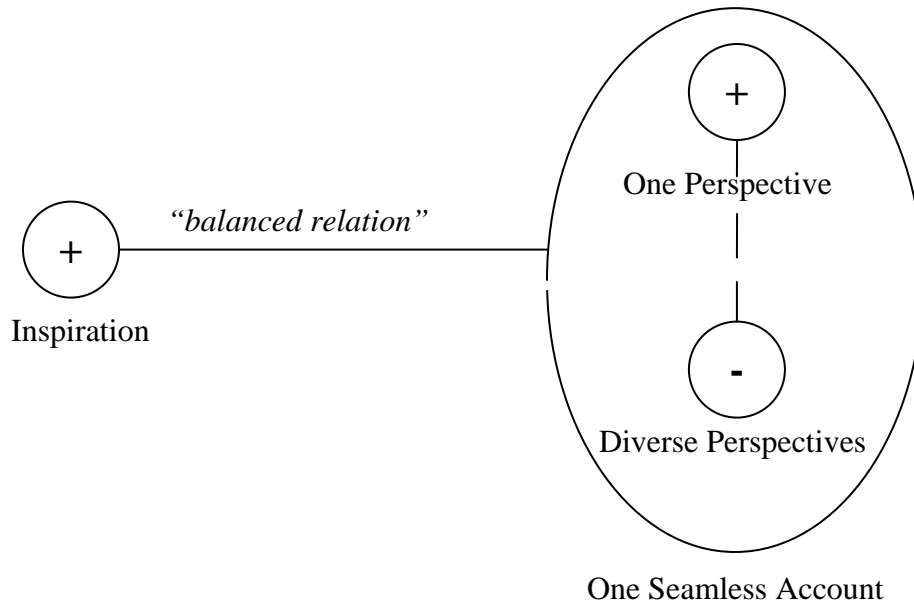 +
One Perspective
“balanced relation”
+
Inspiration
-
Diverse Perspectives
One Seamless Account